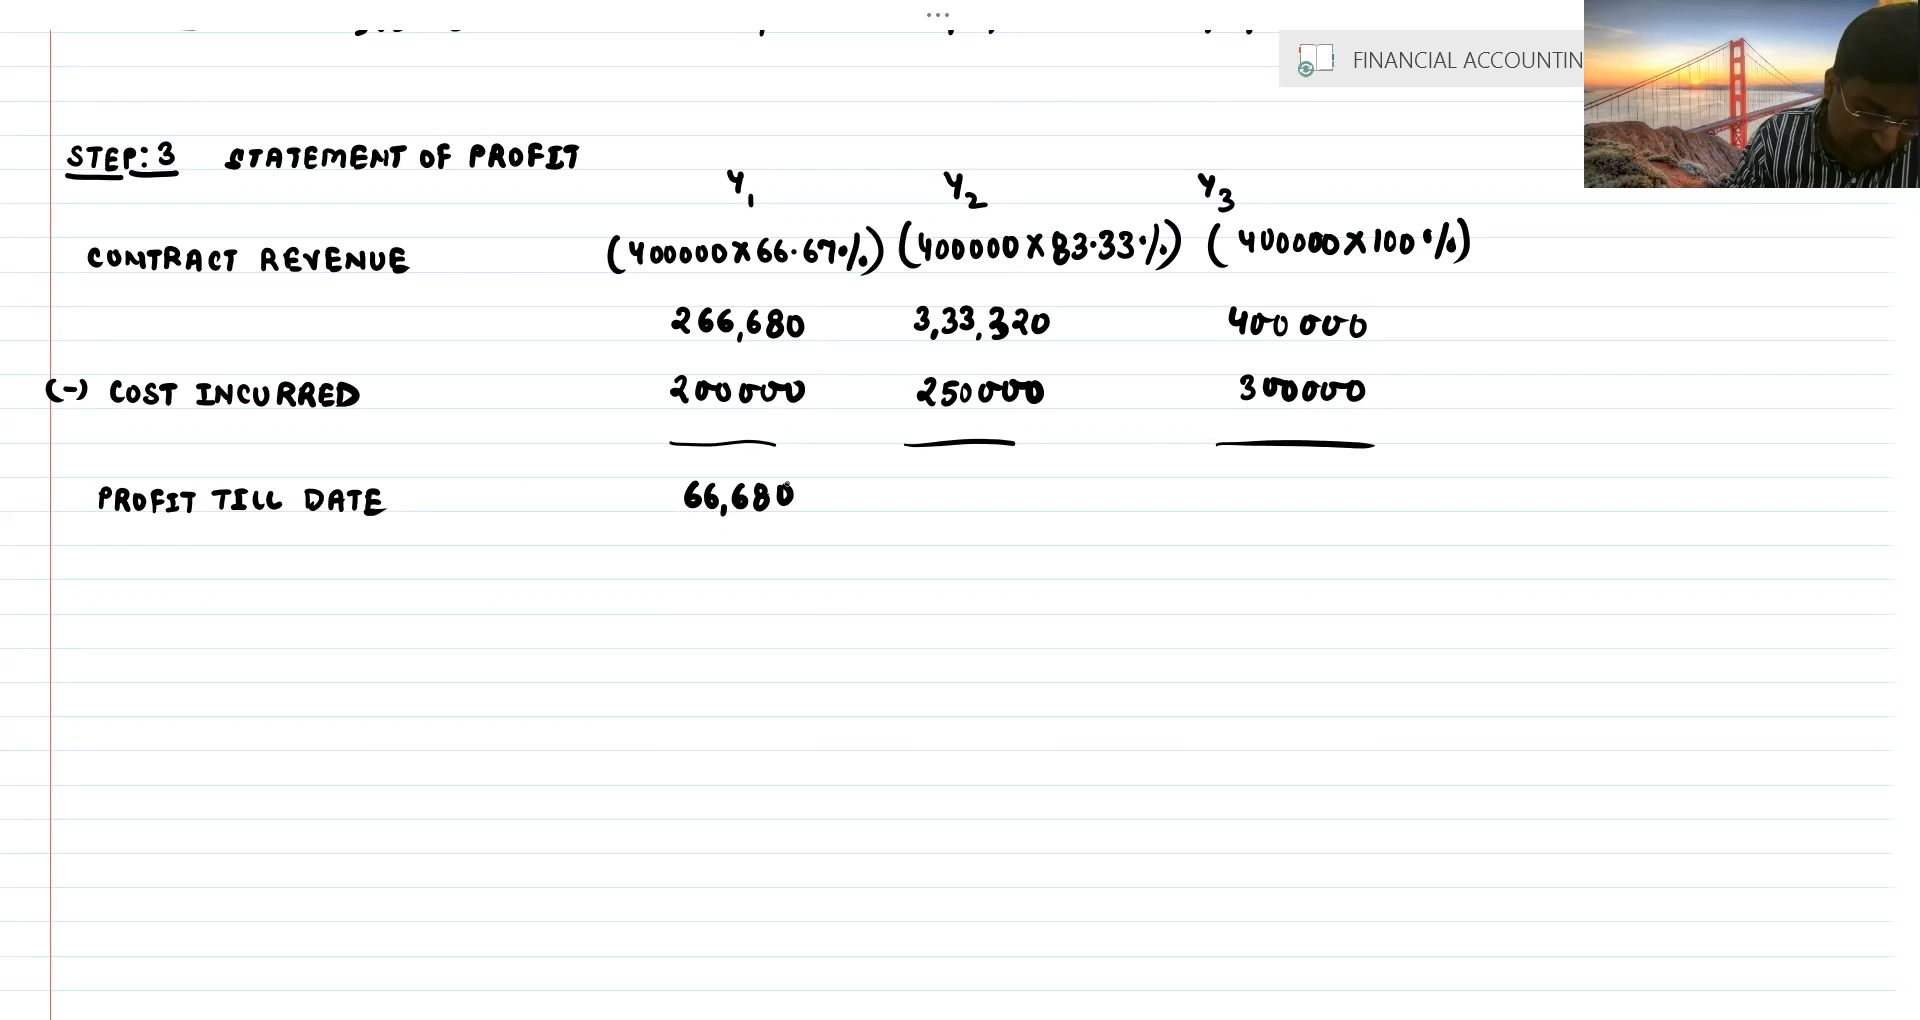 FINANCIAL ACCOUNTIN
STEP: 3 STATEMENT OF PROFIT
Y1 Y2 Y3
CONTRACT REVENUE (400000 X 66.67%) (400000 X 83.33%) (400000 X 100%)
266,680 3,33,320 400000
(-) COST INCURRED 200000 250000 300000
PROFIT TILL DATE 66,680